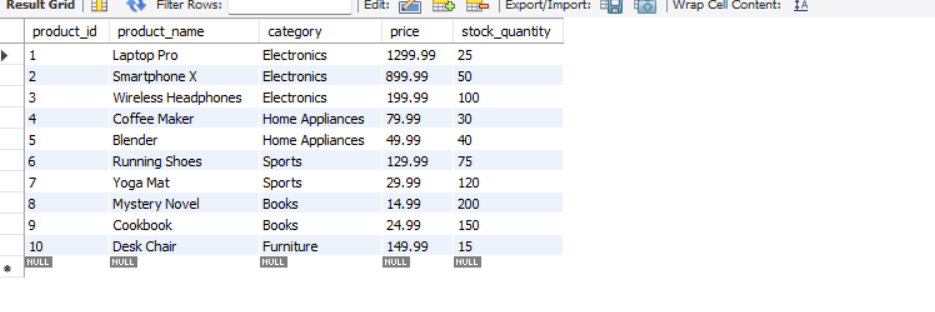 Result Grid | Filter Rows: | Edit: | Export/Import: | Wrap Cell Content: IA
product_id product_name category price stock_quantity
1 Laptop Pro Electronics 1299.99 25
2 Smartphone X Electronics 899.99 50
3 Wireless Headphones Electronics 199.99 100
4 Coffee Maker Home Appliances 79.99 30
5 Blender Home Appliances 49.99 40
6 Running Shoes Sports 129.99 75
7 Yoga Mat Sports 29.99 120
8 Mystery Novel Books 14.99 200
9 Cookbook Books 24.99 150
10 Desk Chair Furniture 149.99 15
NULL NULL NULL NULL NULL